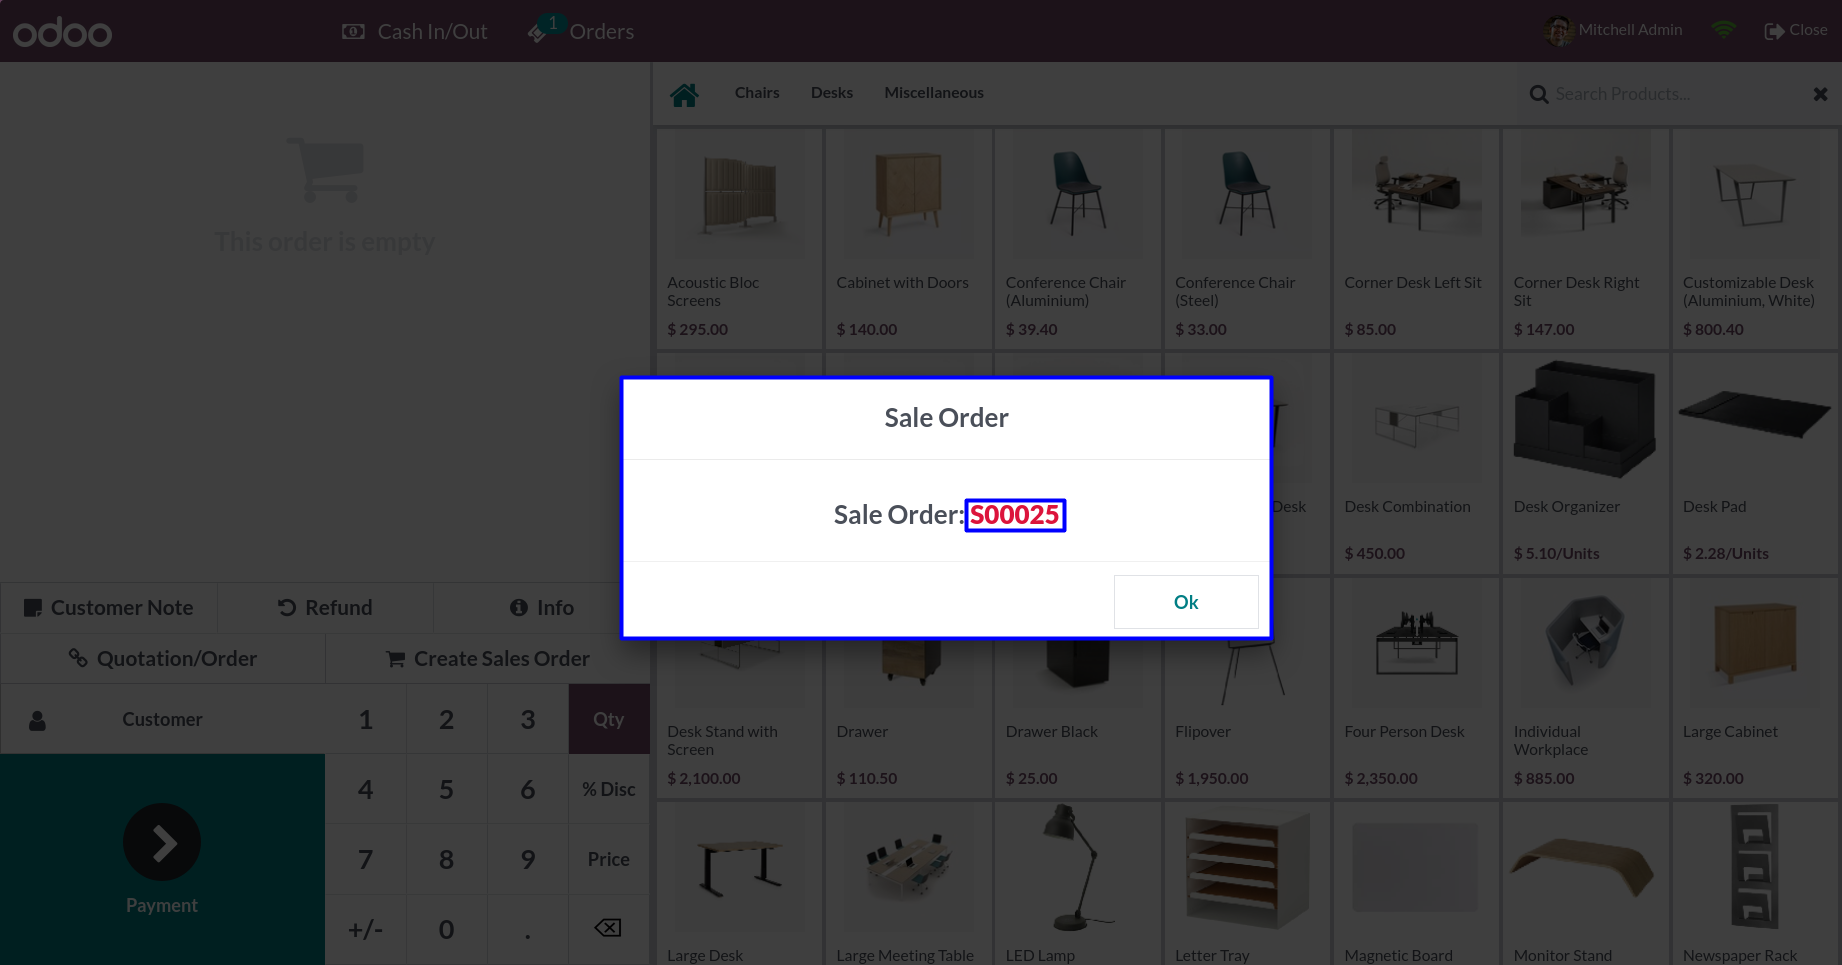 odoo
Cash In/Out
1
Orders
Mitchell Admin
Close
Chairs
Desks
Miscellaneous
Search Products...
This order is empty
Acoustic Bloc
Screens
$ 295.00
Cabinet with Doors
$ 140.00
Conference Chair
(Aluminium)
$ 39.40
Conference Chair
(Steel)
$ 33.00
Corner Desk Left Sit
$ 85.00
Corner Desk Right
Sit
$ 147.00
Customizable Desk
(Aluminium, White)
$ 800.40
Sale Order
Sale Order:S00025
Ok
Desk
Desk Combination
$ 450.00
Desk Organizer
$ 5.10/Units
Desk Pad
$ 2.28/Units
Customer Note
Refund
Info
Quotation/Order
Create Sales Order
Customer
1
2
3
Qty
4
5
6
% Disc
7
8
9
Price
+/-
0
.
Payment
Desk Stand with
Screen
$ 2,100.00
Drawer
$ 110.50
Drawer Black
$ 25.00
Flipover
$ 1,950.00
Four Person Desk
$ 2,350.00
Individual
Workplace
$ 885.00
Large Cabinet
$ 320.00
Large Desk
Large Meeting Table
LED Lamp
Letter Tray
Magnetic Board
Monitor Stand
Newspaper Rack